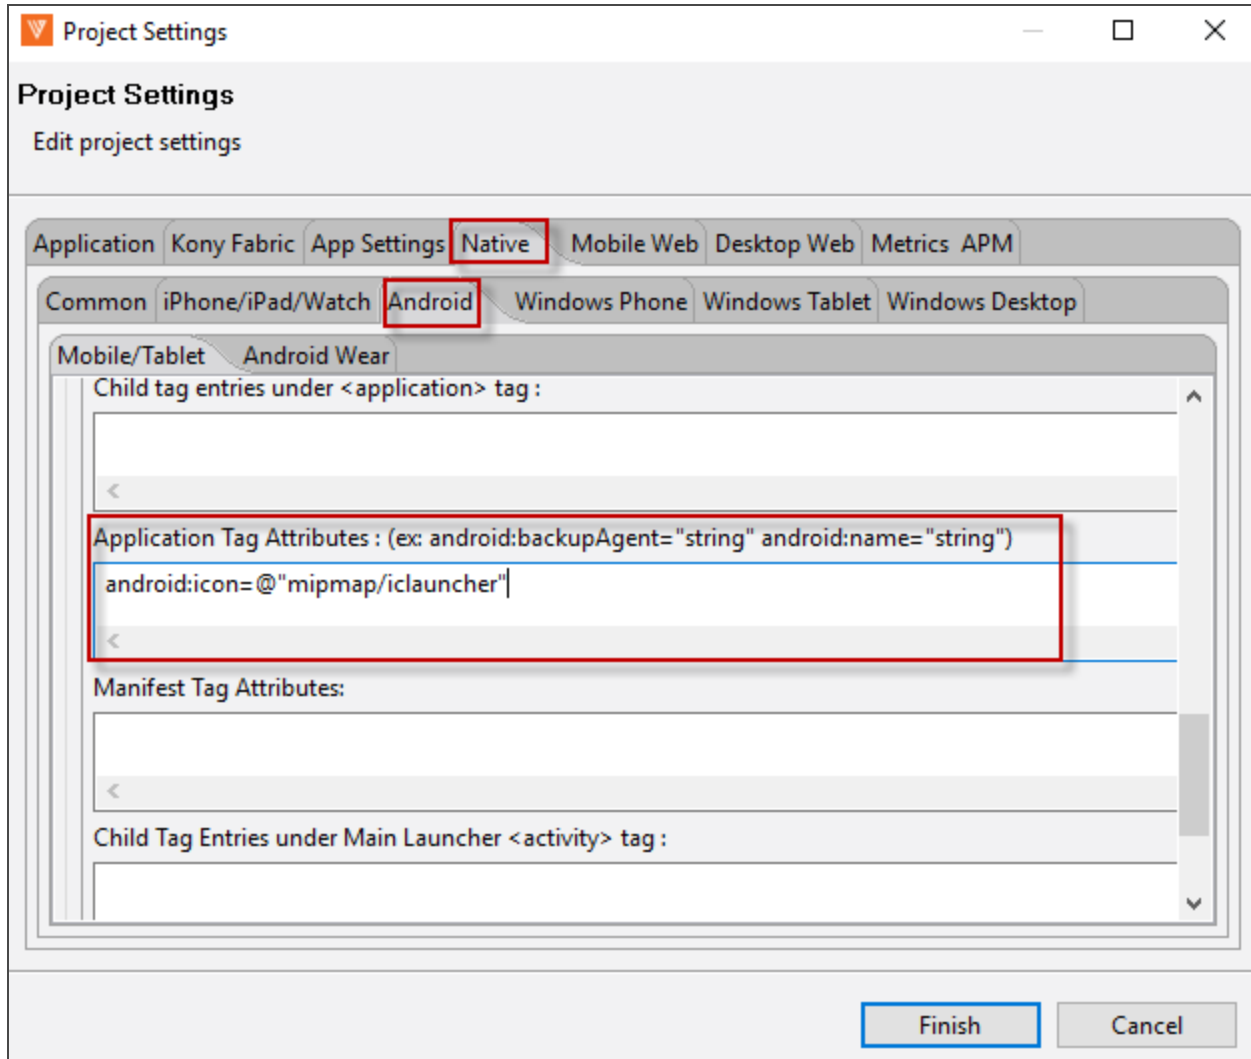 Project Settings
Project Settings
Edit project settings
Application Kony Fabric App Settings Native Mobile Web Desktop Web Metrics APM
Common iPhone/iPad/Watch Android Windows Phone Windows Tablet Windows Desktop
Mobile/Tablet Android Wear
Child tag entries under <application> tag :
Application Tag Attributes : (ex: android:backupAgent="string" android:name="string")
android:icon=@"mipmap/iclauncher"
Manifest Tag Attributes:
Child Tag Entries under Main Launcher <activity> tag :
Finish Cancel